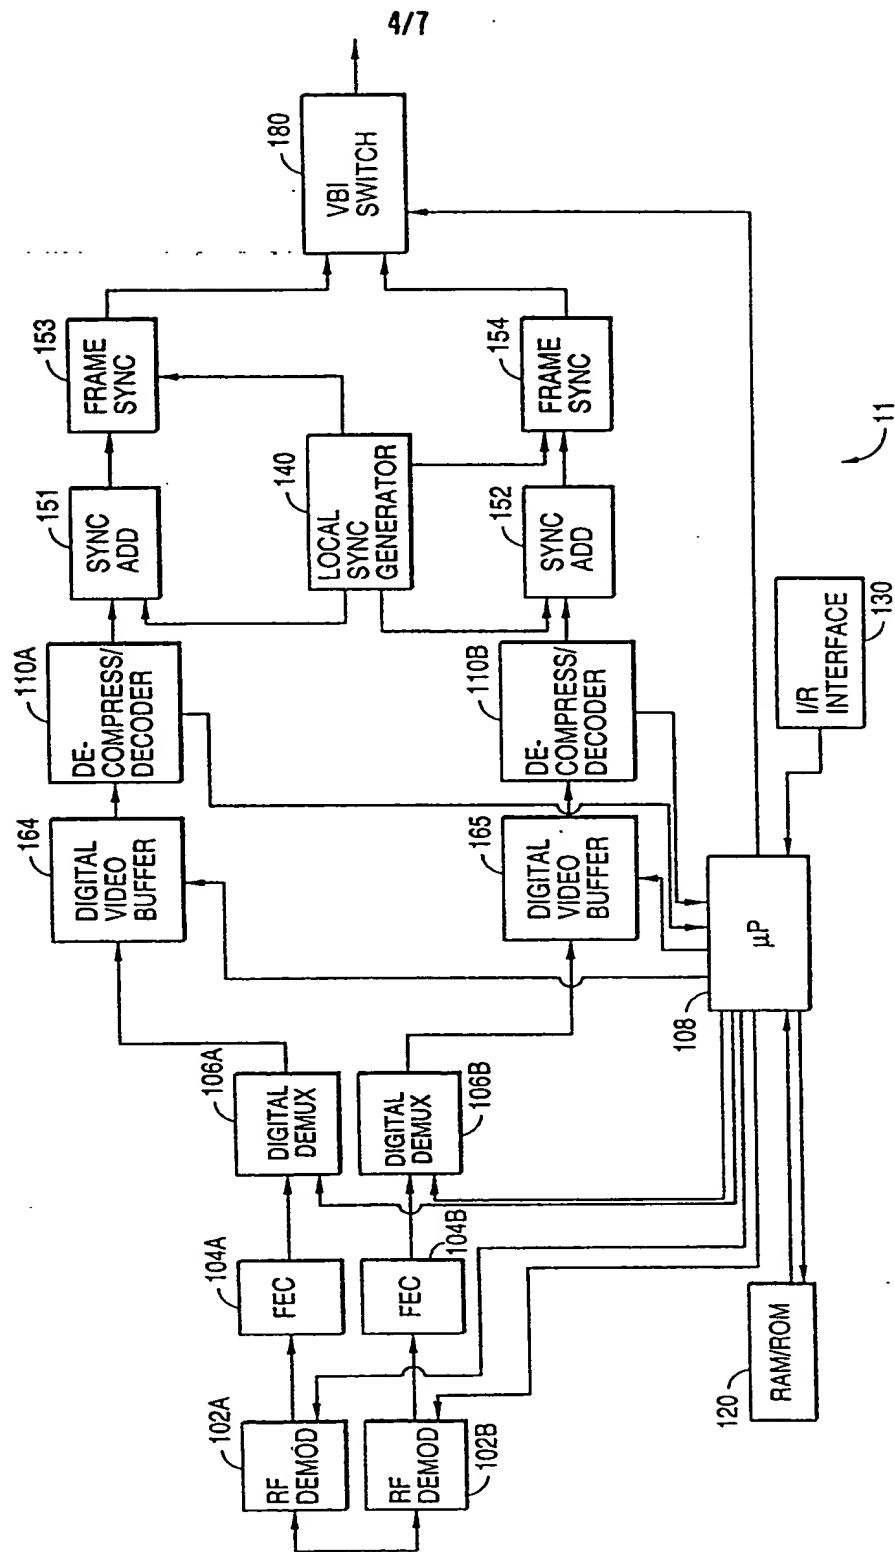 4/7
180
VBI
SWITCH
153
FRAME
SYNC
154
FRAME
SYNC
151
SYNC
ADD
140
LOCAL
SYNC
GENERATOR
152
SYNC
ADD
11
110A
DE-
COMPRESS/
DECODER
110B
DE-
COMPRESS/
DECODER
I/R
INTERFACE
130
164
DIGITAL
VIDEO
BUFFER
165
DIGITAL
VIDEO
BUFFER
108
μP
106A
DIGITAL
DEMUX
106B
DIGITAL
DEMUX
104A
FEC
104B
FEC
102A
RF
DEMOD
102B
RF
DEMOD
120
RAM/ROM